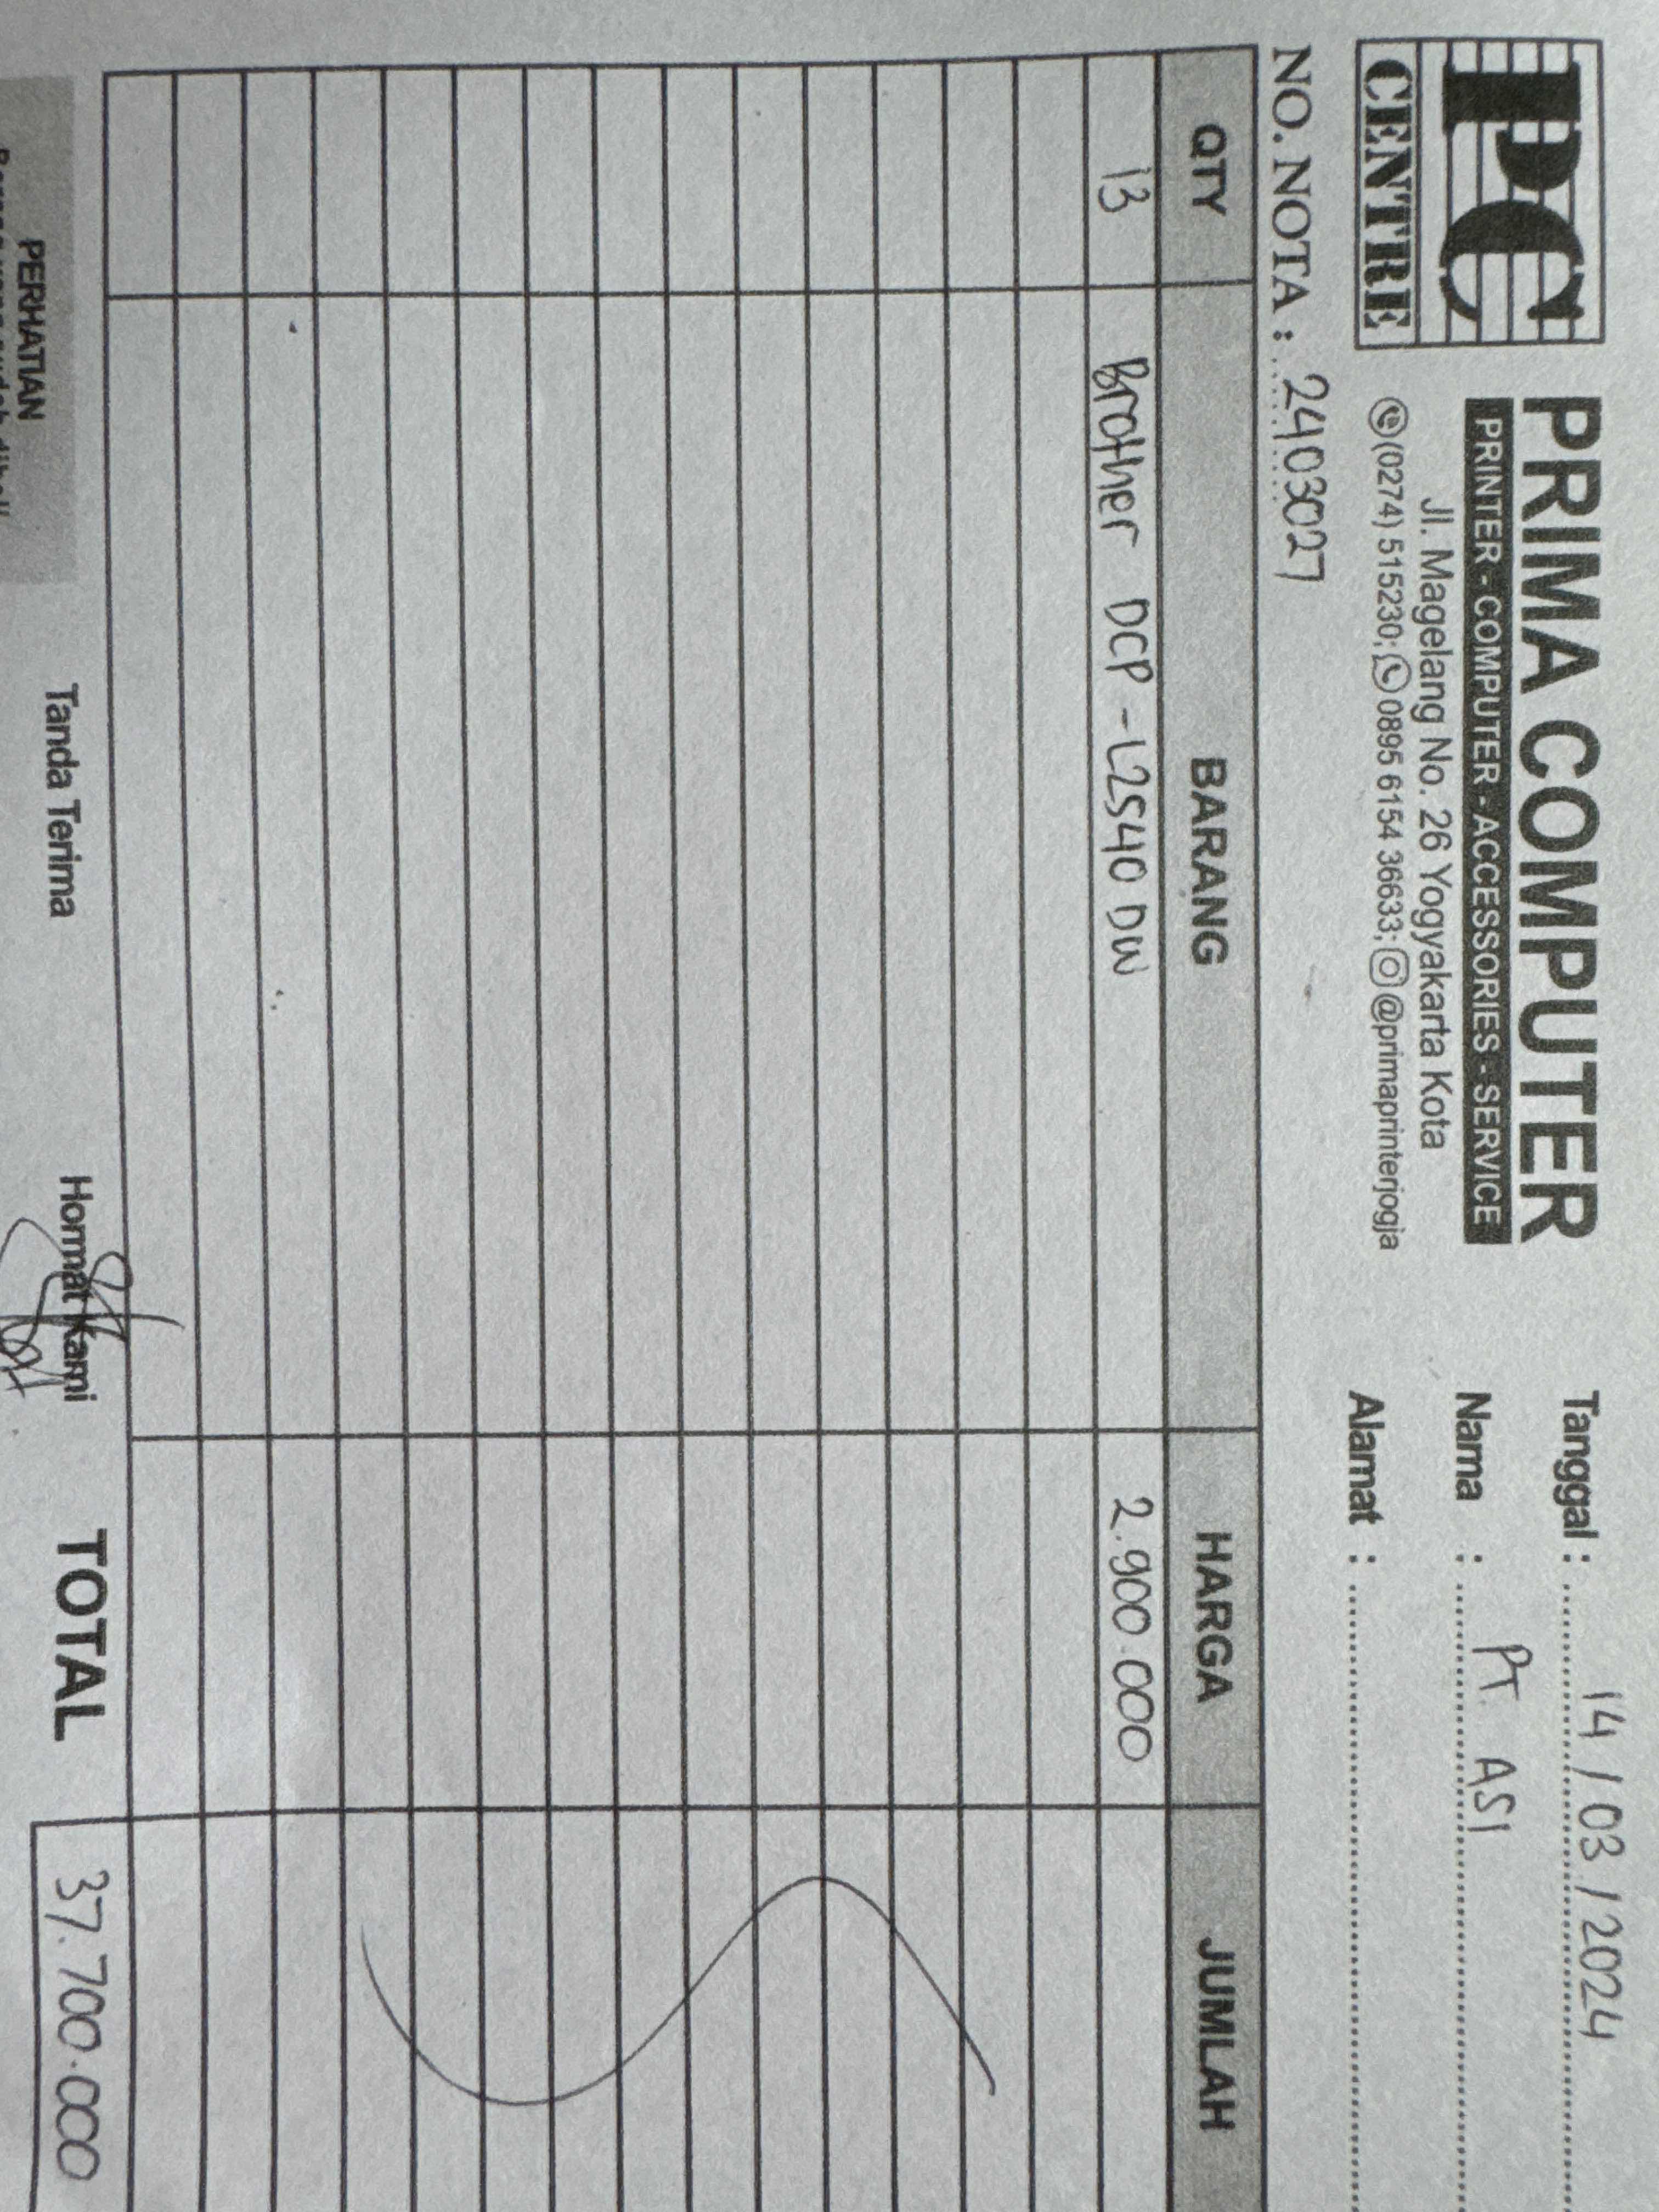 PC
CENTRE
PRIMA COMPUTER
PRINTER - COMPUTER - ACCESSORIES - SERVICE
Jl. Magelang No. 26 Yogyakarta Kota
(0274) 515230; 0895 6154 36633; @primaprinterjogja
Tanggal : 14 / 03 / 2024
Nama : PT. ASI
Alamat :
NO. NOTA : 2403027
QTY BARANG HARGA JUMLAH
13 Brother DCP - L2540 DW 2.900.000
PERHATIAN
Tanda Terima
Hormat Kami
TOTAL 37.700.000